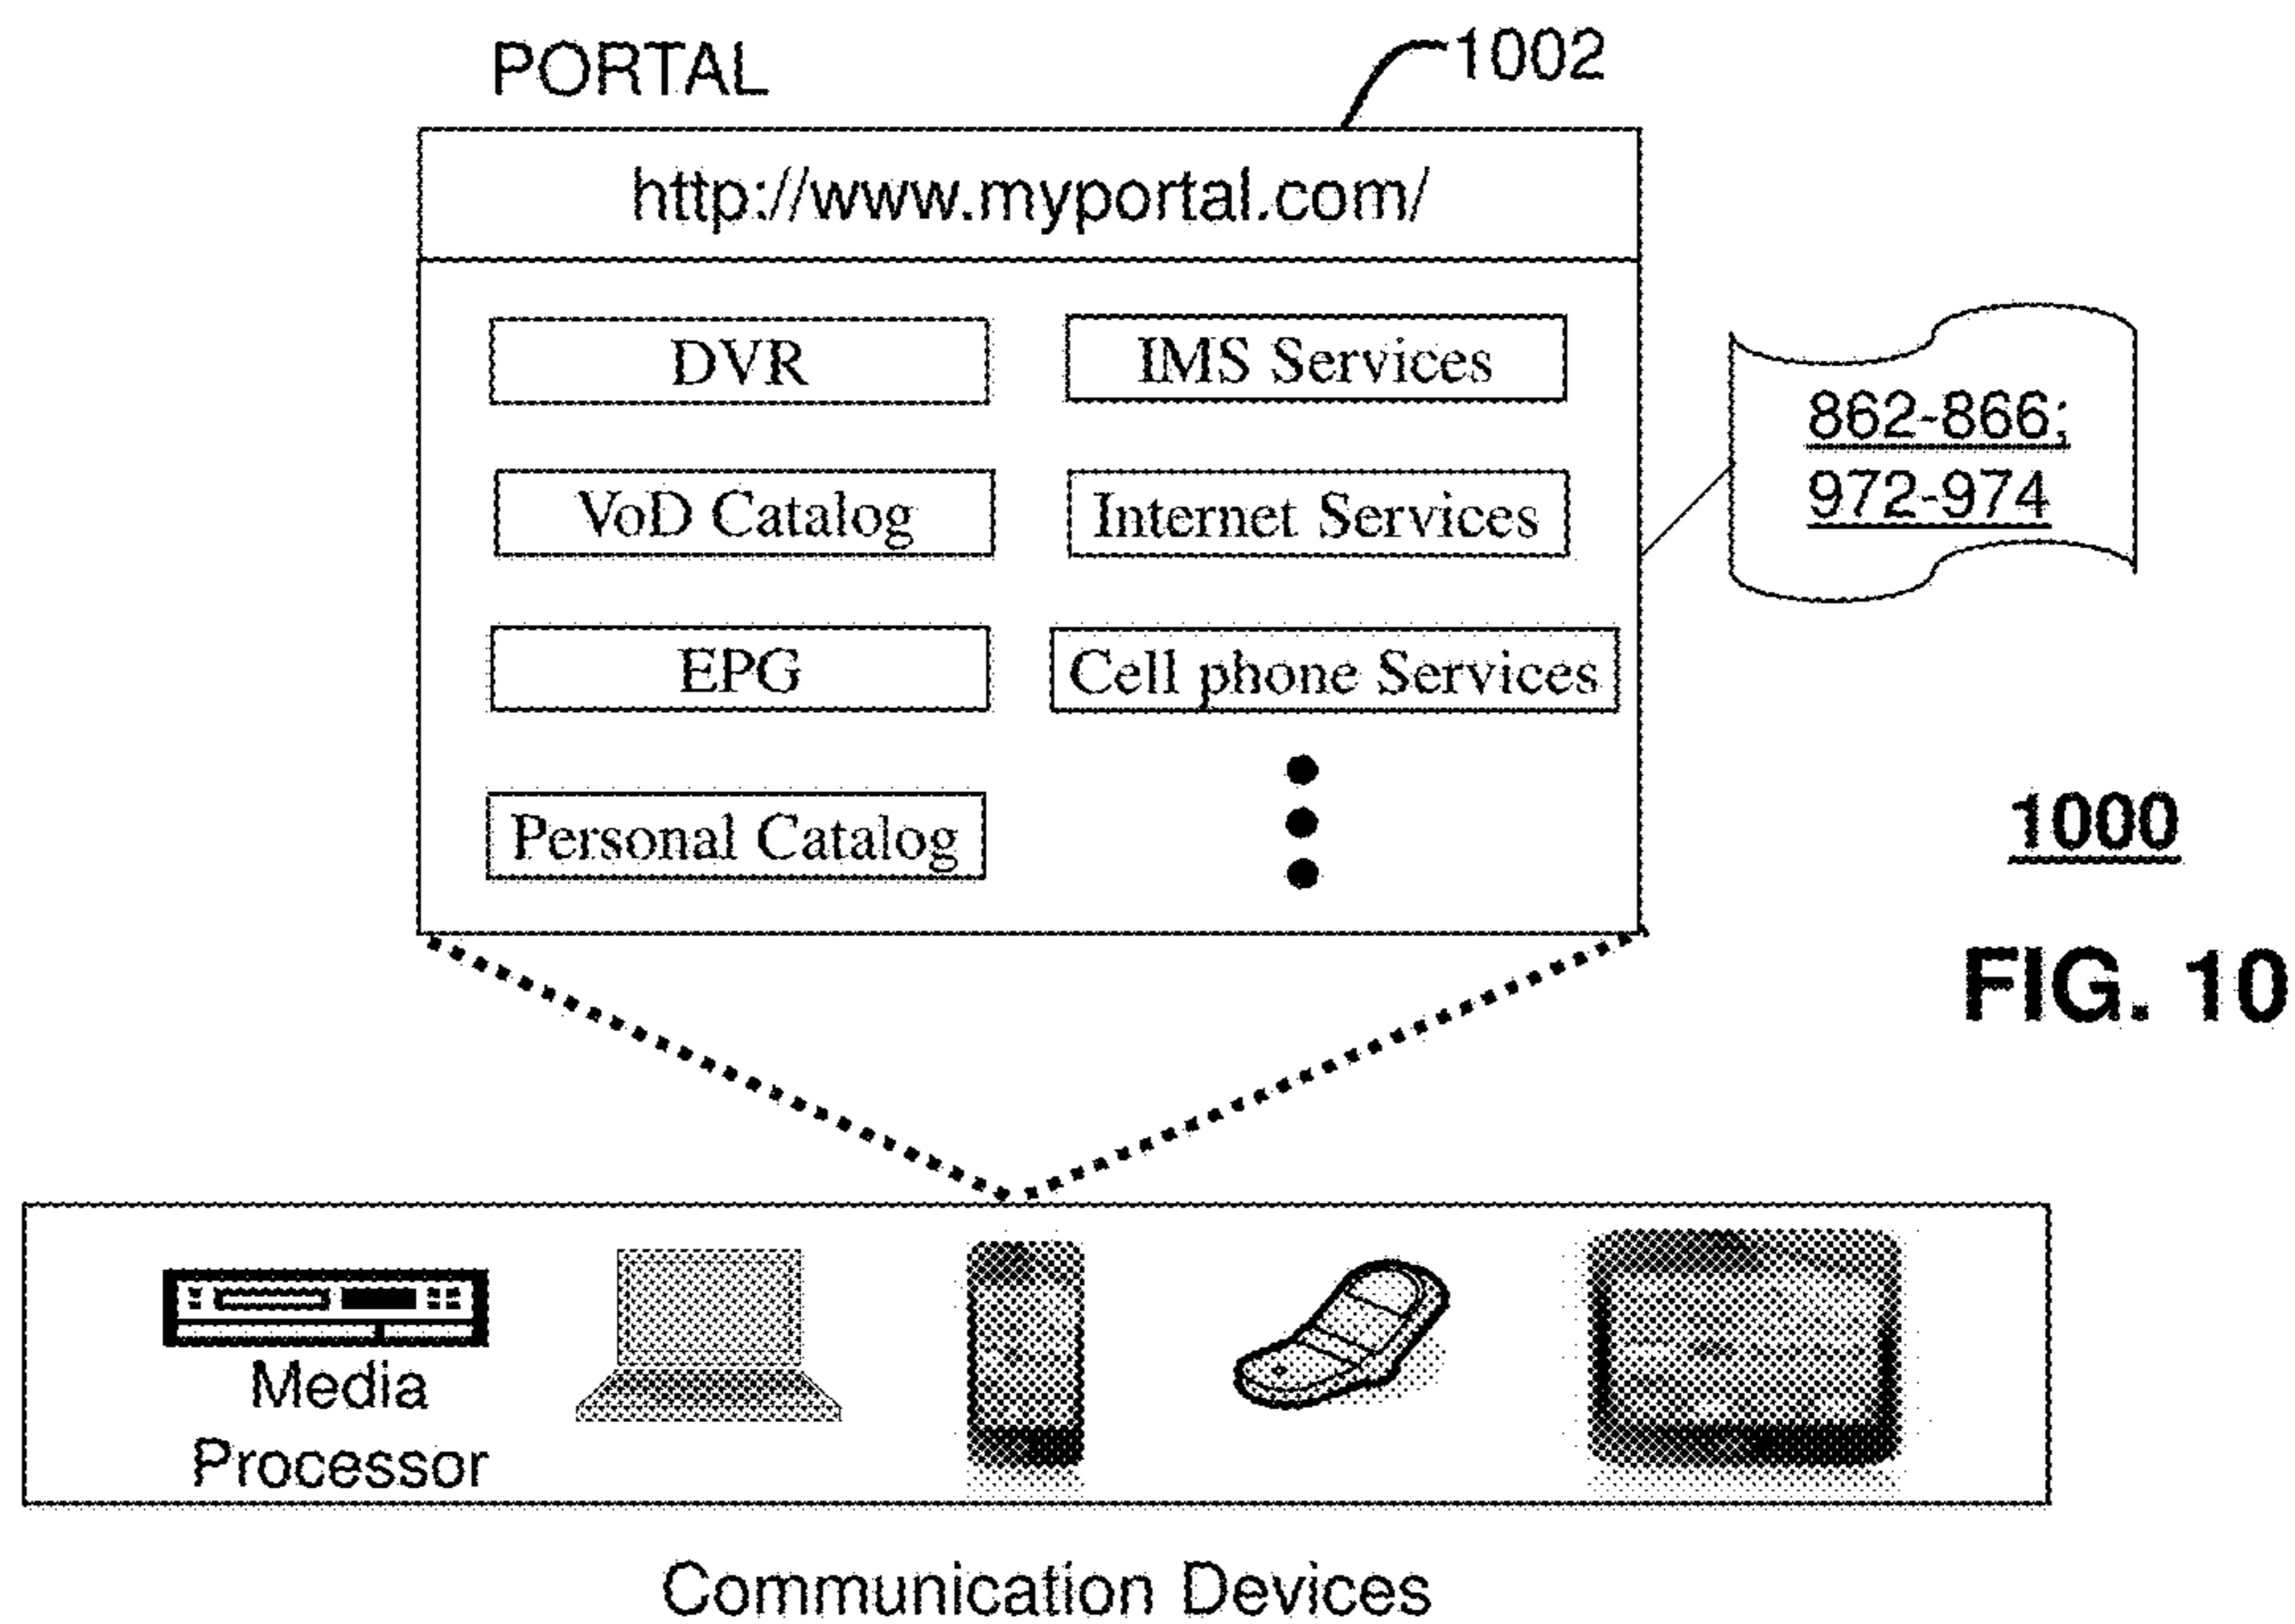 PORTAL
1002
http://www.myportal.com/
DVR
IMS Services
VoD Catalog
Internet Services
EPG
Cell phone Services
Personal Catalog
862-866;
972-974
1000
FIG. 10
Media
Processor
Communication Devices